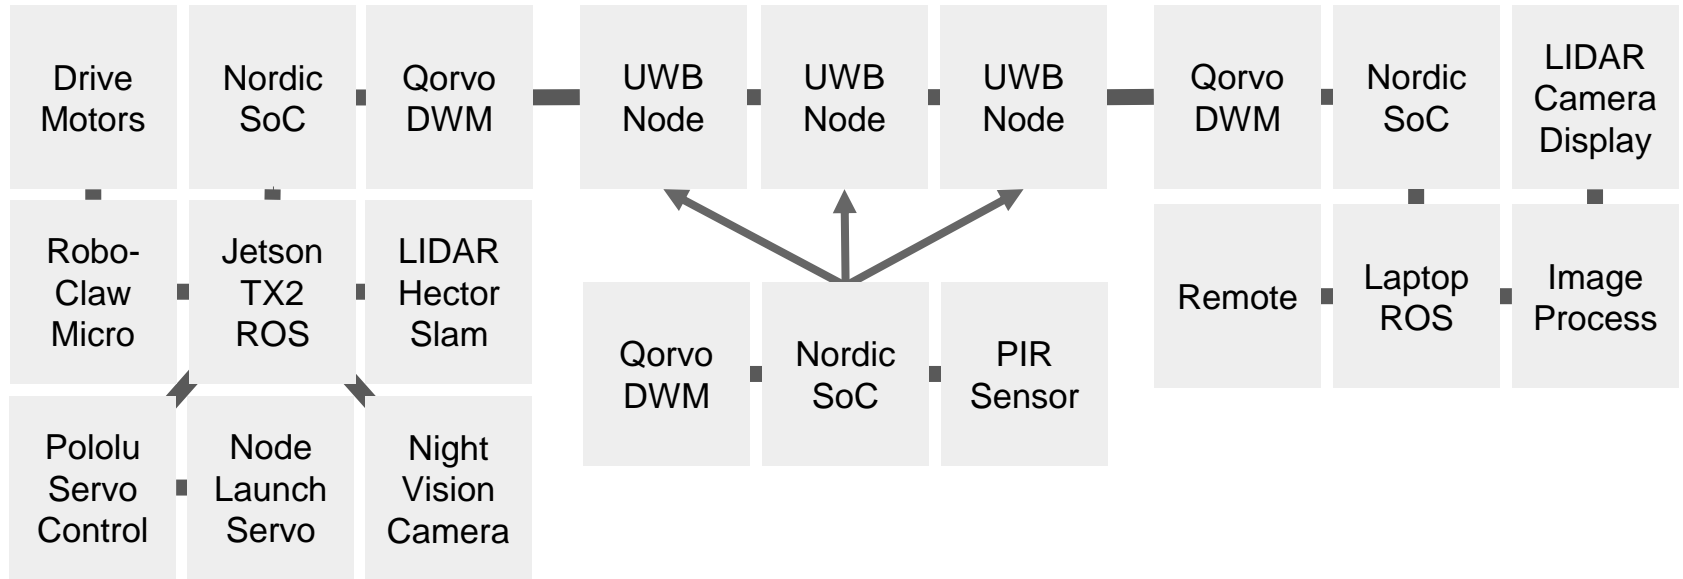 Drive
Motors
Nordic
SoC
Qorvo
DWM
UWB
Node
UWB
Node
UWB
Node
Qorvo
DWM
Nordic
SoC
LIDAR
Camera
Display
Robo-
Claw
Micro
Jetson
TX2
ROS
LIDAR
Hector
Slam
Qorvo
DWM
Nordic
SoC
PIR
Sensor
Remote
Laptop
ROS
Image
Process
Pololu
Servo
Control
Node
Launch
Servo
Night
Vision
Camera